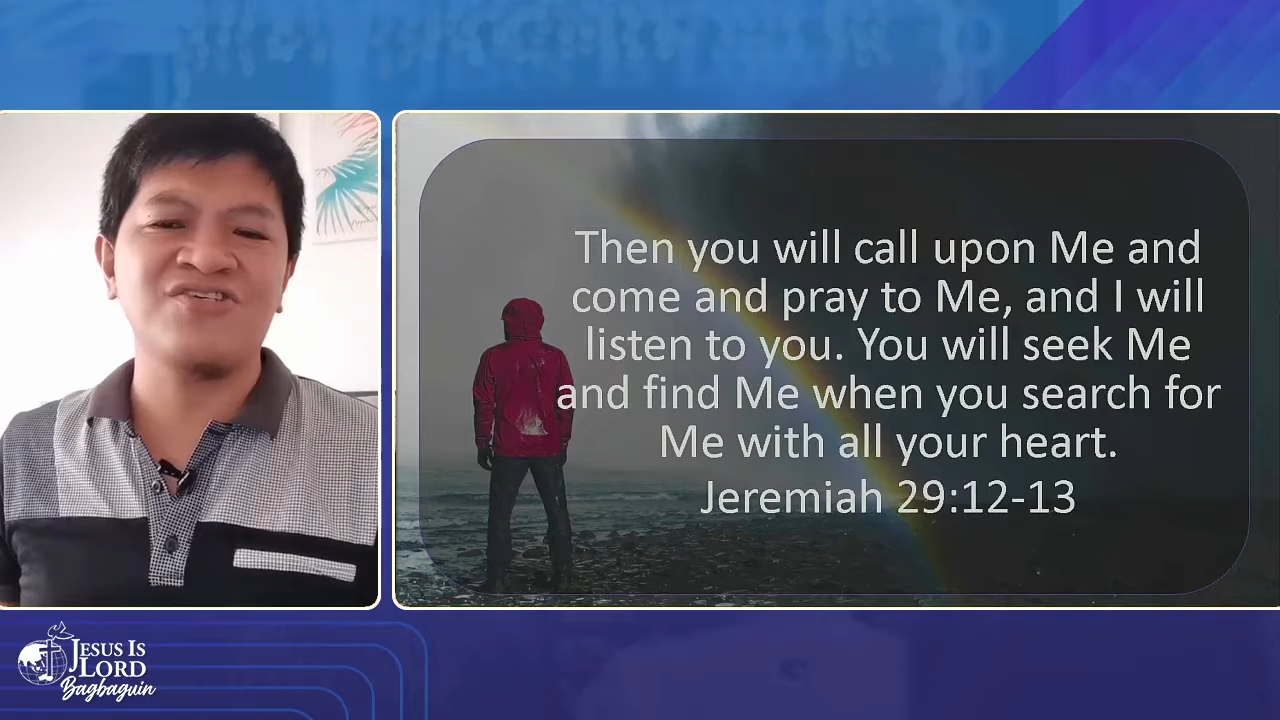 Then you will call upon Me and
come and pray to Me, and I will
listen to you. You will seek Me
and find Me when you search for
Me with all your heart.
Jeremiah 29:12-13
JESUS IS
LORD
Bagbaguin